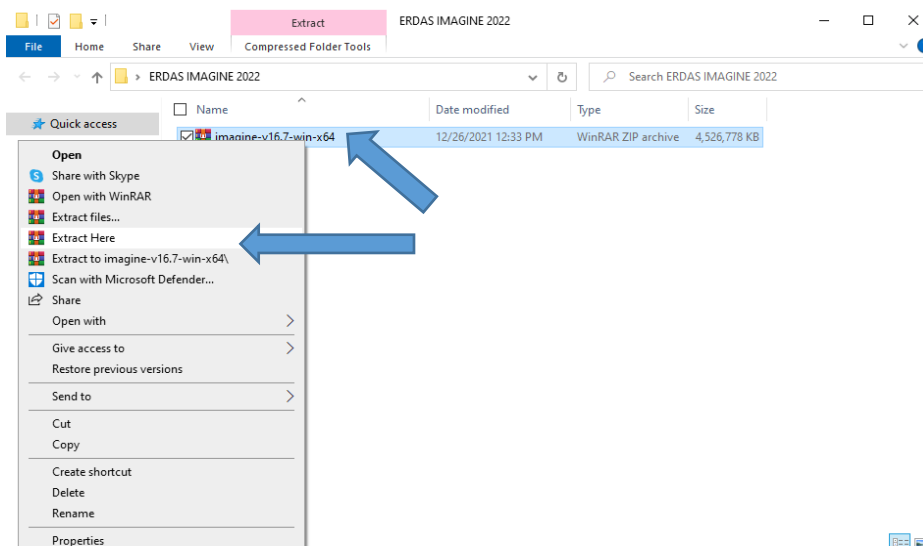 Extract
ERDAS IMAGINE 2022
File
Home
Share
View
Compressed Folder Tools
ERDAS IMAGINE 2022
Search ERDAS IMAGINE 2022
Quick access
Name
Date modified
Type
Size
imagine-v16.7-win-x64
12/26/2021 12:33 PM
WinRAR ZIP archive
4,526,778 KB
Open
Share with Skype
Open with WinRAR
Extract files...
Extract Here
Extract to imagine-v16.7-win-x64\
Scan with Microsoft Defender...
Share
Open with
Give access to
Restore previous versions
Send to
Cut
Copy
Create shortcut
Delete
Rename
Properties